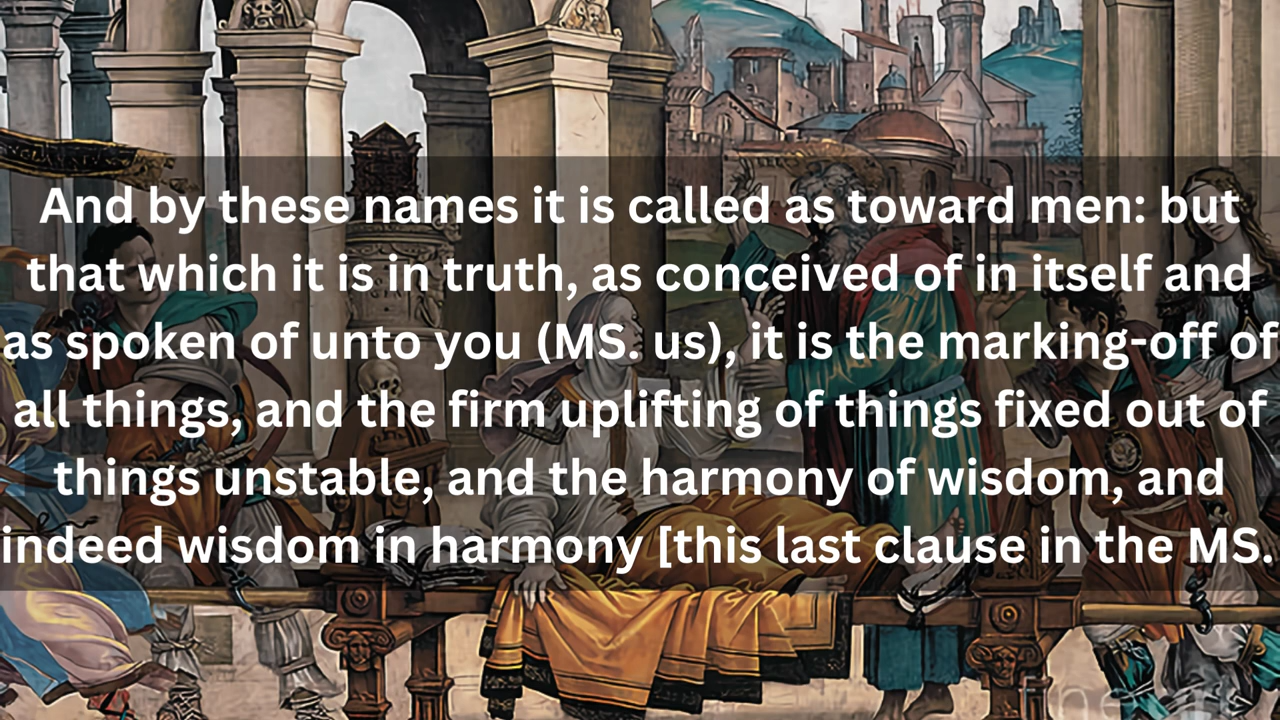 And by these names it is called as toward men: but
that which it is in truth, as conceived of in itself and
as spoken of unto you (MS. us), it is the marking-off of
all things, and the firm uplifting of things fixed out of
things unstable, and the harmony of wisdom, and
indeed wisdom in harmony [this last clause in the MS.